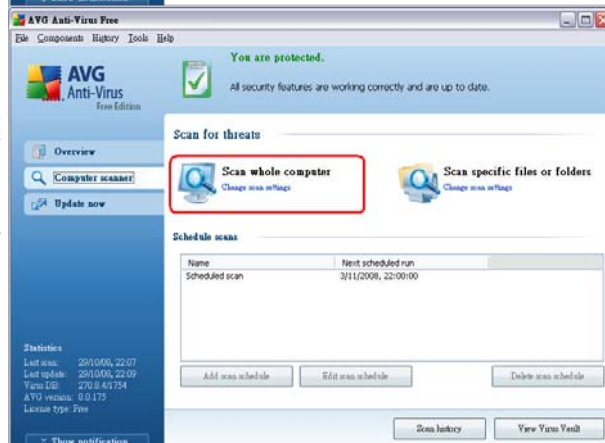 AVG Anti-Virus Free
File Components History Tools Help
AVG
Anti-Virus
Free Edition
You are protected.
All security features are working correctly and are up to date.
Overview
Computer scanner
Update now
Scan for threats
Scan whole computer
Change scan settings
Scan specific files or folders
Change scan settings
Schedule scans
Name Next scheduled run
Scheduled scan 3/11/2008, 22:00:00
Add scan schedule Edit scan schedule Delete scan schedule
Statistics
Last scan: 29/10/08, 22:07
Last update: 29/10/08, 22:09
Virus DB: 270.8.4/1754
AVG version: 8.0.175
License type: Free
Scan history View Virus Vault
Show notification